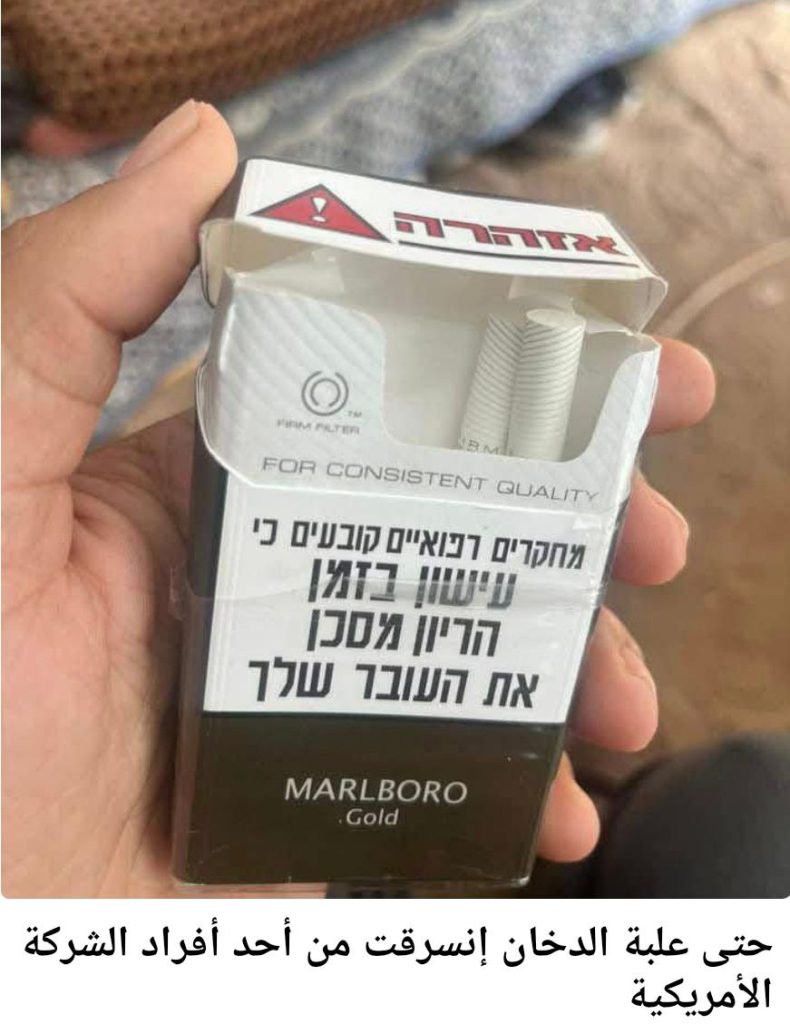 אזהרה
FIRM FILTER
TM
FOR CONSISTENT QUALITY
מחקרים רפואיים קובעים כי
עישון בזמן
הריון מסכן
את העובר שלך
MARLBORO
.Gold
حتى علبة الدخان إنسرقت من أحد أفراد الشركة
الأمريكية